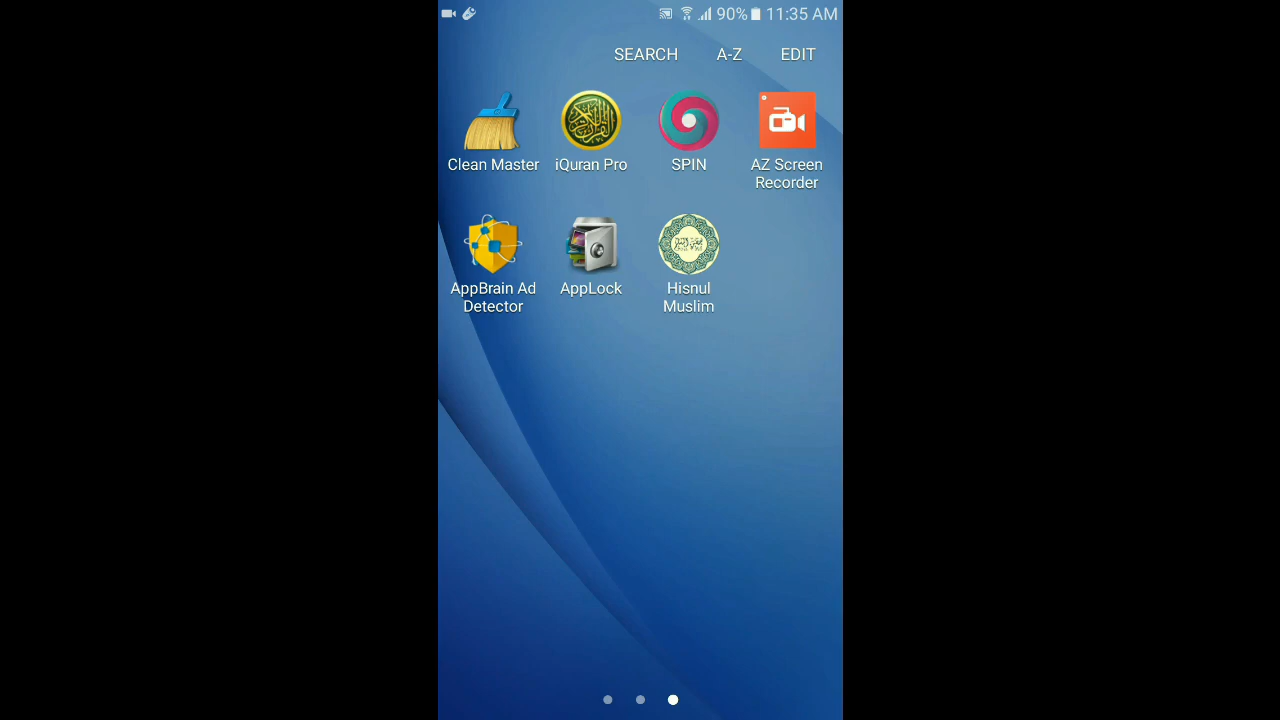 90% 11:35 AM
SEARCH A-Z EDIT
Clean Master iQuran Pro SPIN AZ Screen
Recorder
AppBrain Ad AppLock Hisnul
Detector Muslim